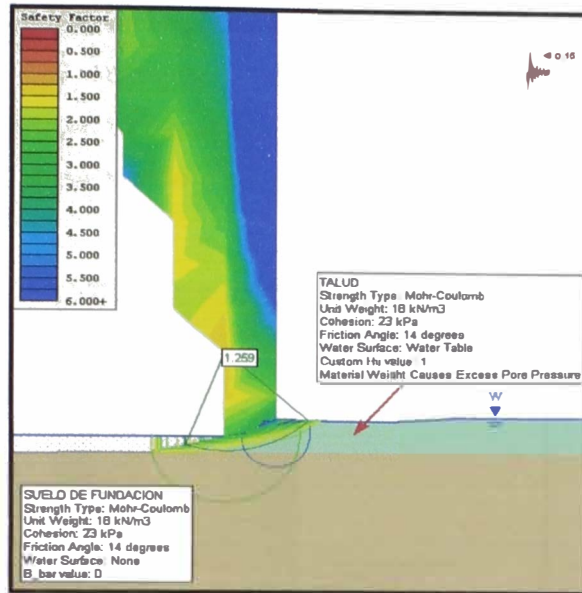 Safety Factor
0.000
0.500
1.000
1.500
2.000
2.500
3.000
3.500
4.000
4.500
5.000
5.500
6.000+
0.16
1.259
TALUD
Strength Type: Mohr-Coulomb
Unit Weight: 18 kN/m3
Cohesion: 23 kPa
Friction Angle: 14 degrees
Water Surface: Water Table
Custom Hu value: 1
Material Weight Causes Excess Pore Pressure
W
SUELO DE FUNDACION
Strength Type: Mohr-Coulomb
Unit Weight: 18 kN/m3
Cohesion: 23 kPa
Friction Angle: 14 degrees
Water Surface: None
B_bar value: 0